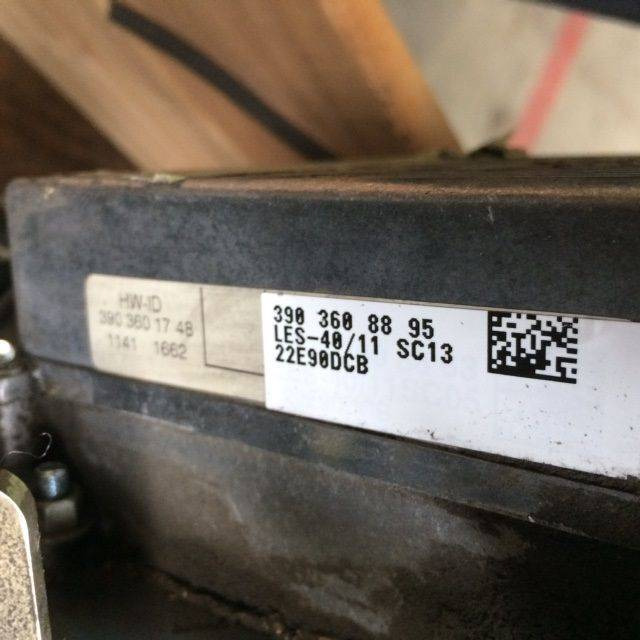 HW-ID
390 360 17 48
1141 1662
390 360 88 95
LES-40/11 SC13
22E90DCB